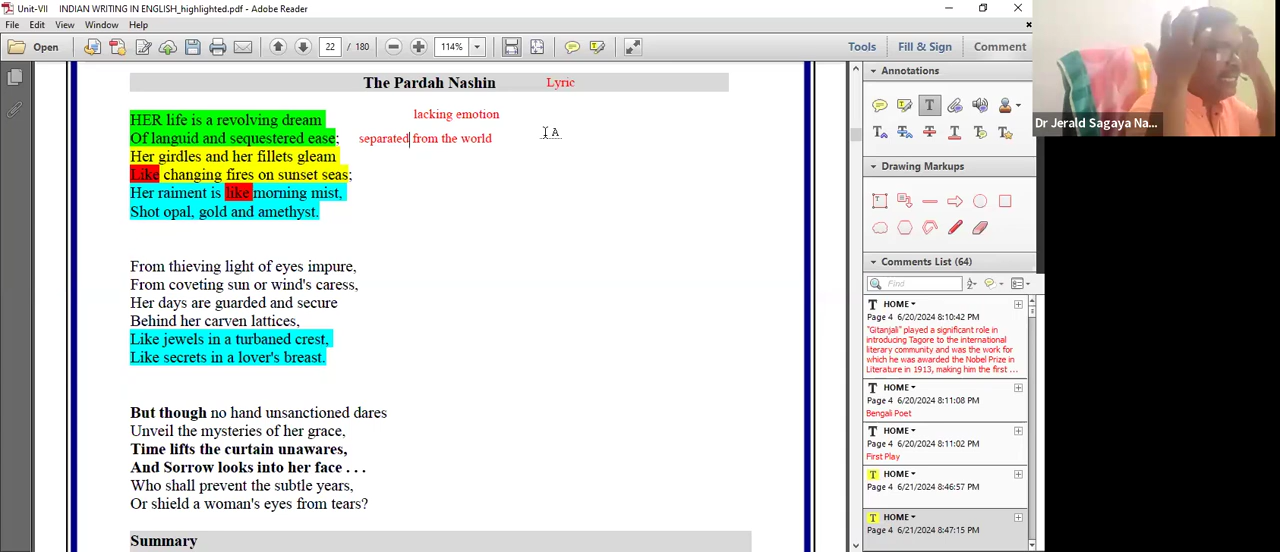 Unit-VII INDIAN WRITING IN ENGLISH_highlighted.pdf - Adobe Reader
File Edit View Window Help
Open 22 / 180 114% Tools Fill & Sign Comment
The Pardah Nashin Lyric
HER life is a revolving dream lacking emotion
Of languid and sequestered ease; separated from the world
Her girdles and her fillets gleam
Like changing fires on sunset seas;
Her raiment is like morning mist,
Shot opal, gold and amethyst.
From thieving light of eyes impure,
From coveting sun or wind's caress,
Her days are guarded and secure
Behind her carven lattices,
Like jewels in a turbaned crest,
Like secrets in a lover's breast.
But though no hand unsanctioned dares
Unveil the mysteries of her grace,
Time lifts the curtain unawares,
And Sorrow looks into her face . . .
Who shall prevent the subtle years,
Or shield a woman's eyes from tears?
Summary
Annotations
Drawing Markups
Comments List (64)
Find
HOME
Page 4 6/20/2024 8:10:42 PM
"Gitanjali" played a significant role in
introducing Tagore to the international
literary community and was the work for
which he was awarded the Nobel Prize in
Literature in 1913, making him the first ...
HOME
Page 4 6/20/2024 8:11:08 PM
Bengali Poet
HOME
Page 4 6/20/2024 8:11:02 PM
First Play
HOME
Page 4 6/21/2024 8:46:57 PM
HOME
Page 4 6/21/2024 8:47:15 PM
Dr Jerald Sagaya Na...